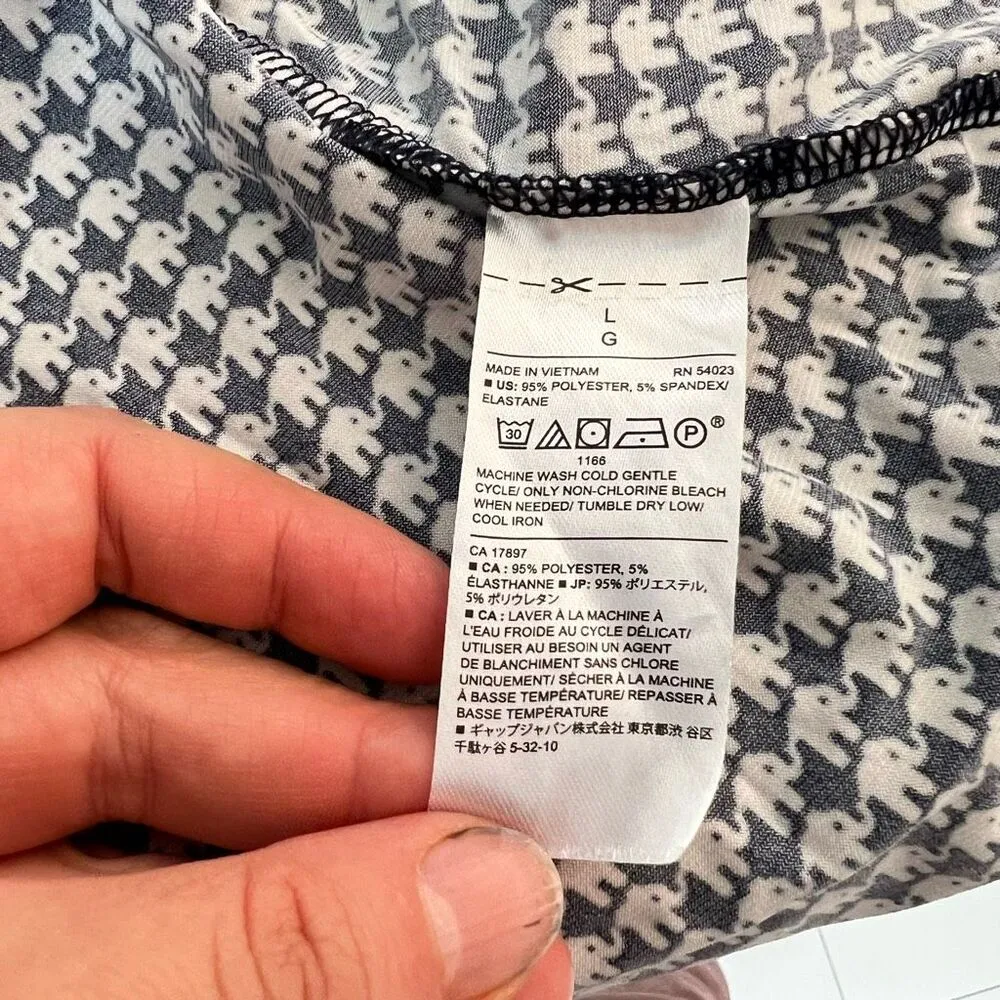 L
G
MADE IN VIETNAM RN 54023
■ US: 95% POLYESTER, 5% SPANDEX/
ELASTANE
30 P ®
1166
MACHINE WASH COLD GENTLE
CYCLE/ ONLY NON-CHLORINE BLEACH
WHEN NEEDED/ TUMBLE DRY LOW/
COOL IRON
CA 17897
■ CA : 95% POLYESTER, 5%
ÉLASTHANNE ■ JP: 95% ポリエステル,
5% ポリウレタン
■ CA : LAVER À LA MACHINE À
L'EAU FROIDE AU CYCLE DÉLICAT/
UTILISER AU BESOIN UN AGENT
DE BLANCHIMENT SANS CHLORE
UNIQUEMENT/ SÉCHER À LA MACHINE
À BASSE TEMPÉRATURE/ REPASSER À
BASSE TEMPÉRATURE
■ ギャップジャパン株式会社 東京都渋 谷区
千駄ヶ谷 5-32-10